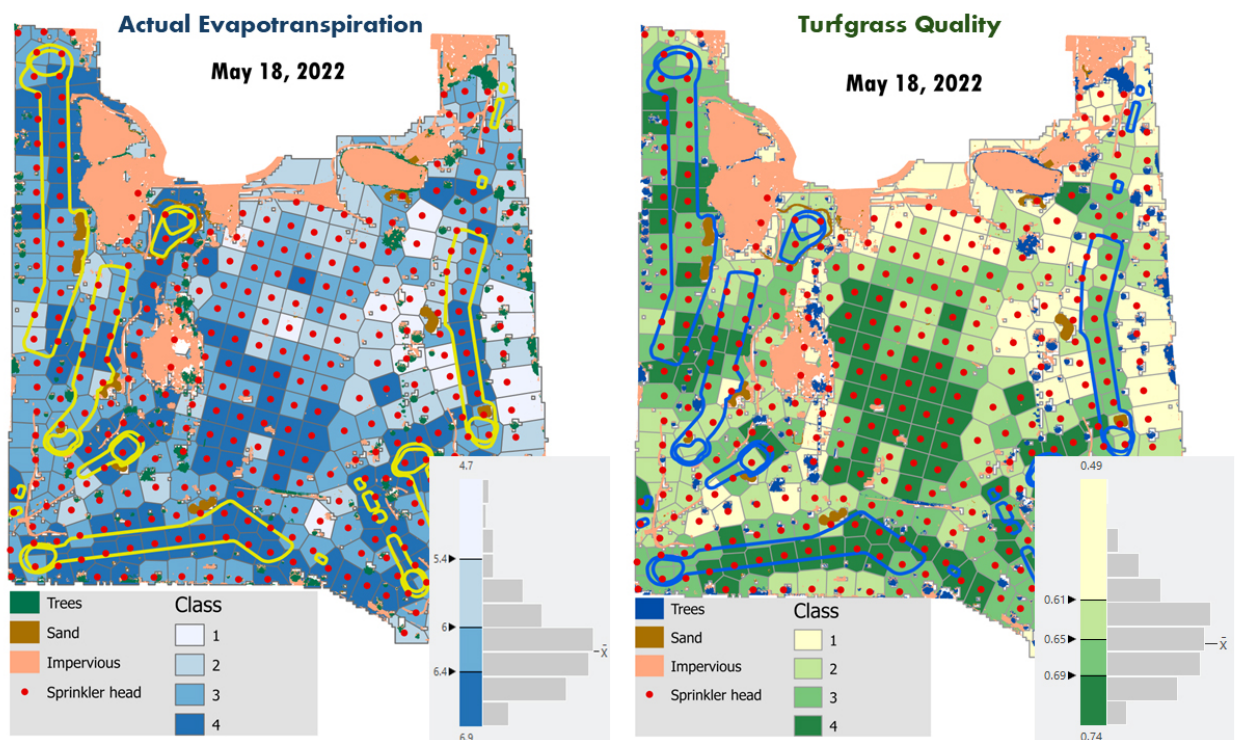 Actual Evapotranspiration
May 18, 2022
4.7
5.4
6
6.4
6.9
x̄
Trees
Sand
Impervious
Sprinkler head
Class
1
2
3
4
Turfgrass Quality
May 18, 2022
0.49
0.61
0.65
0.69
0.74
x̄
Trees
Sand
Impervious
Sprinkler head
Class
1
2
3
4